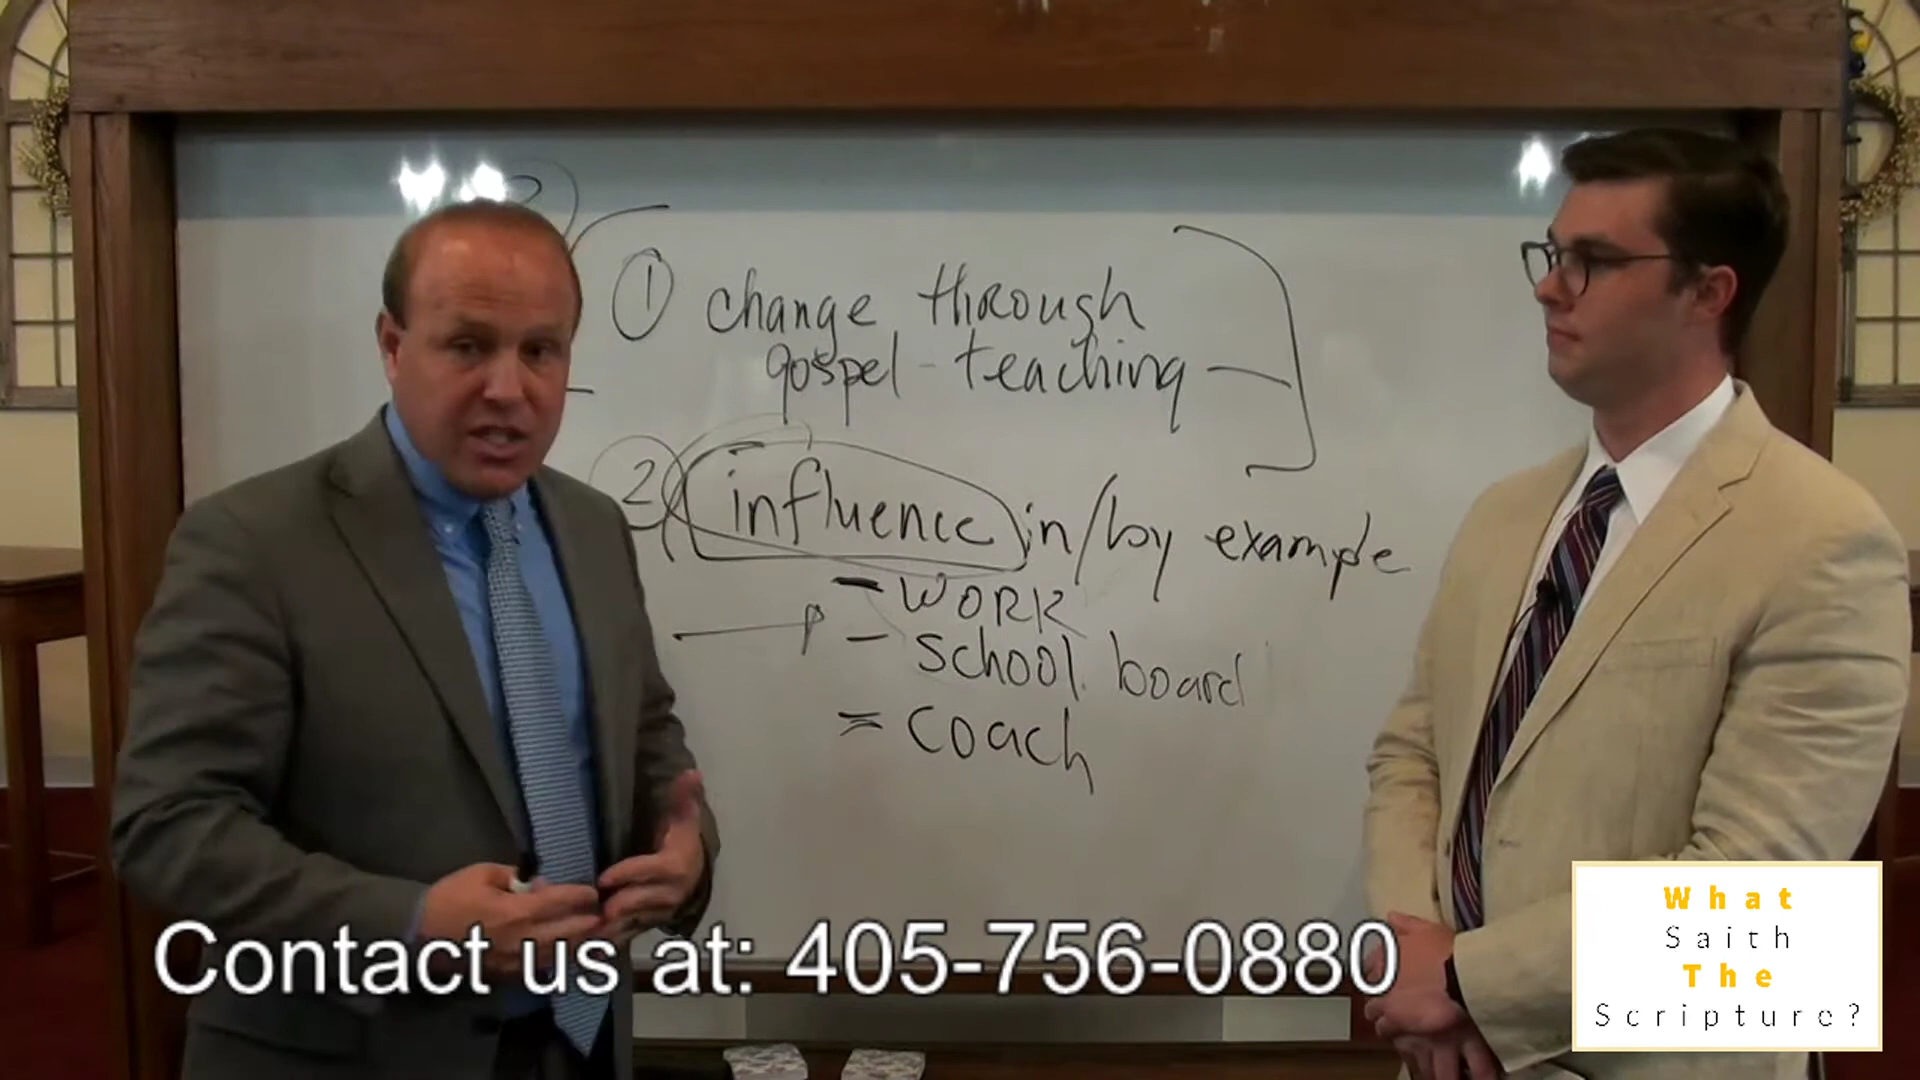 2
① change through
gospel - teaching
② influence in/by example
- WORK
- School board
= Coach
Contact us at: 405-756-0880
What
Saith
The
Scripture?